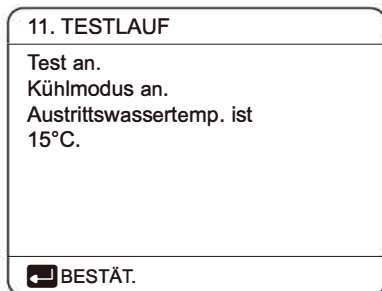 11. TESTLAUF
Test an.
Kühlmodus an.
Austrittswassertemp. ist
15°C.
BESTÄT.